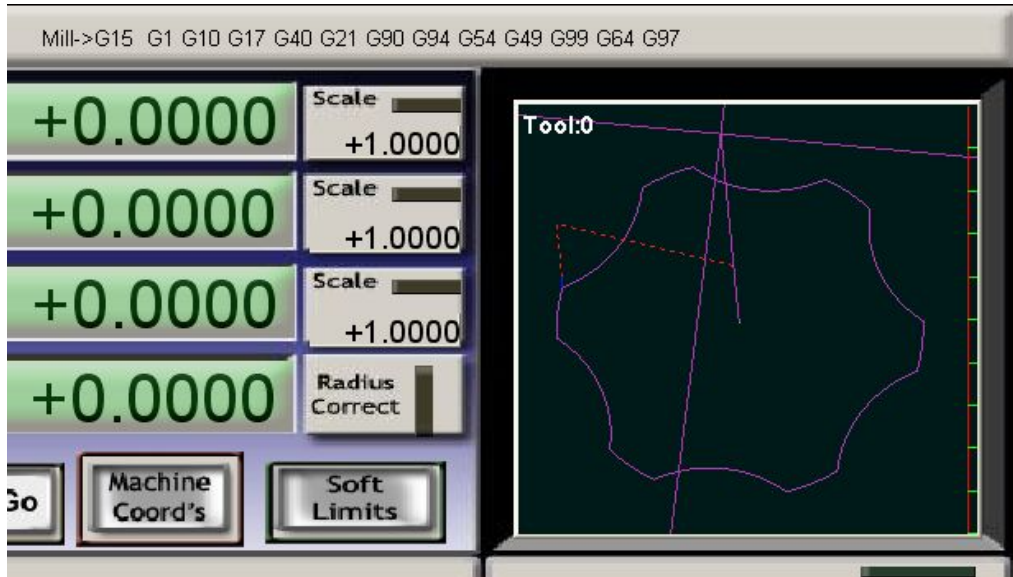 Mill->G15 G1 G10 G17 G40 G21 G90 G94 G54 G49 G99 G64 G97
+0.0000
Scale
+1.0000
+0.0000
Scale
+1.0000
+0.0000
Scale
+1.0000
+0.0000
Radius
Correct
Go
Machine
Coord's
Soft
Limits
Tool:0